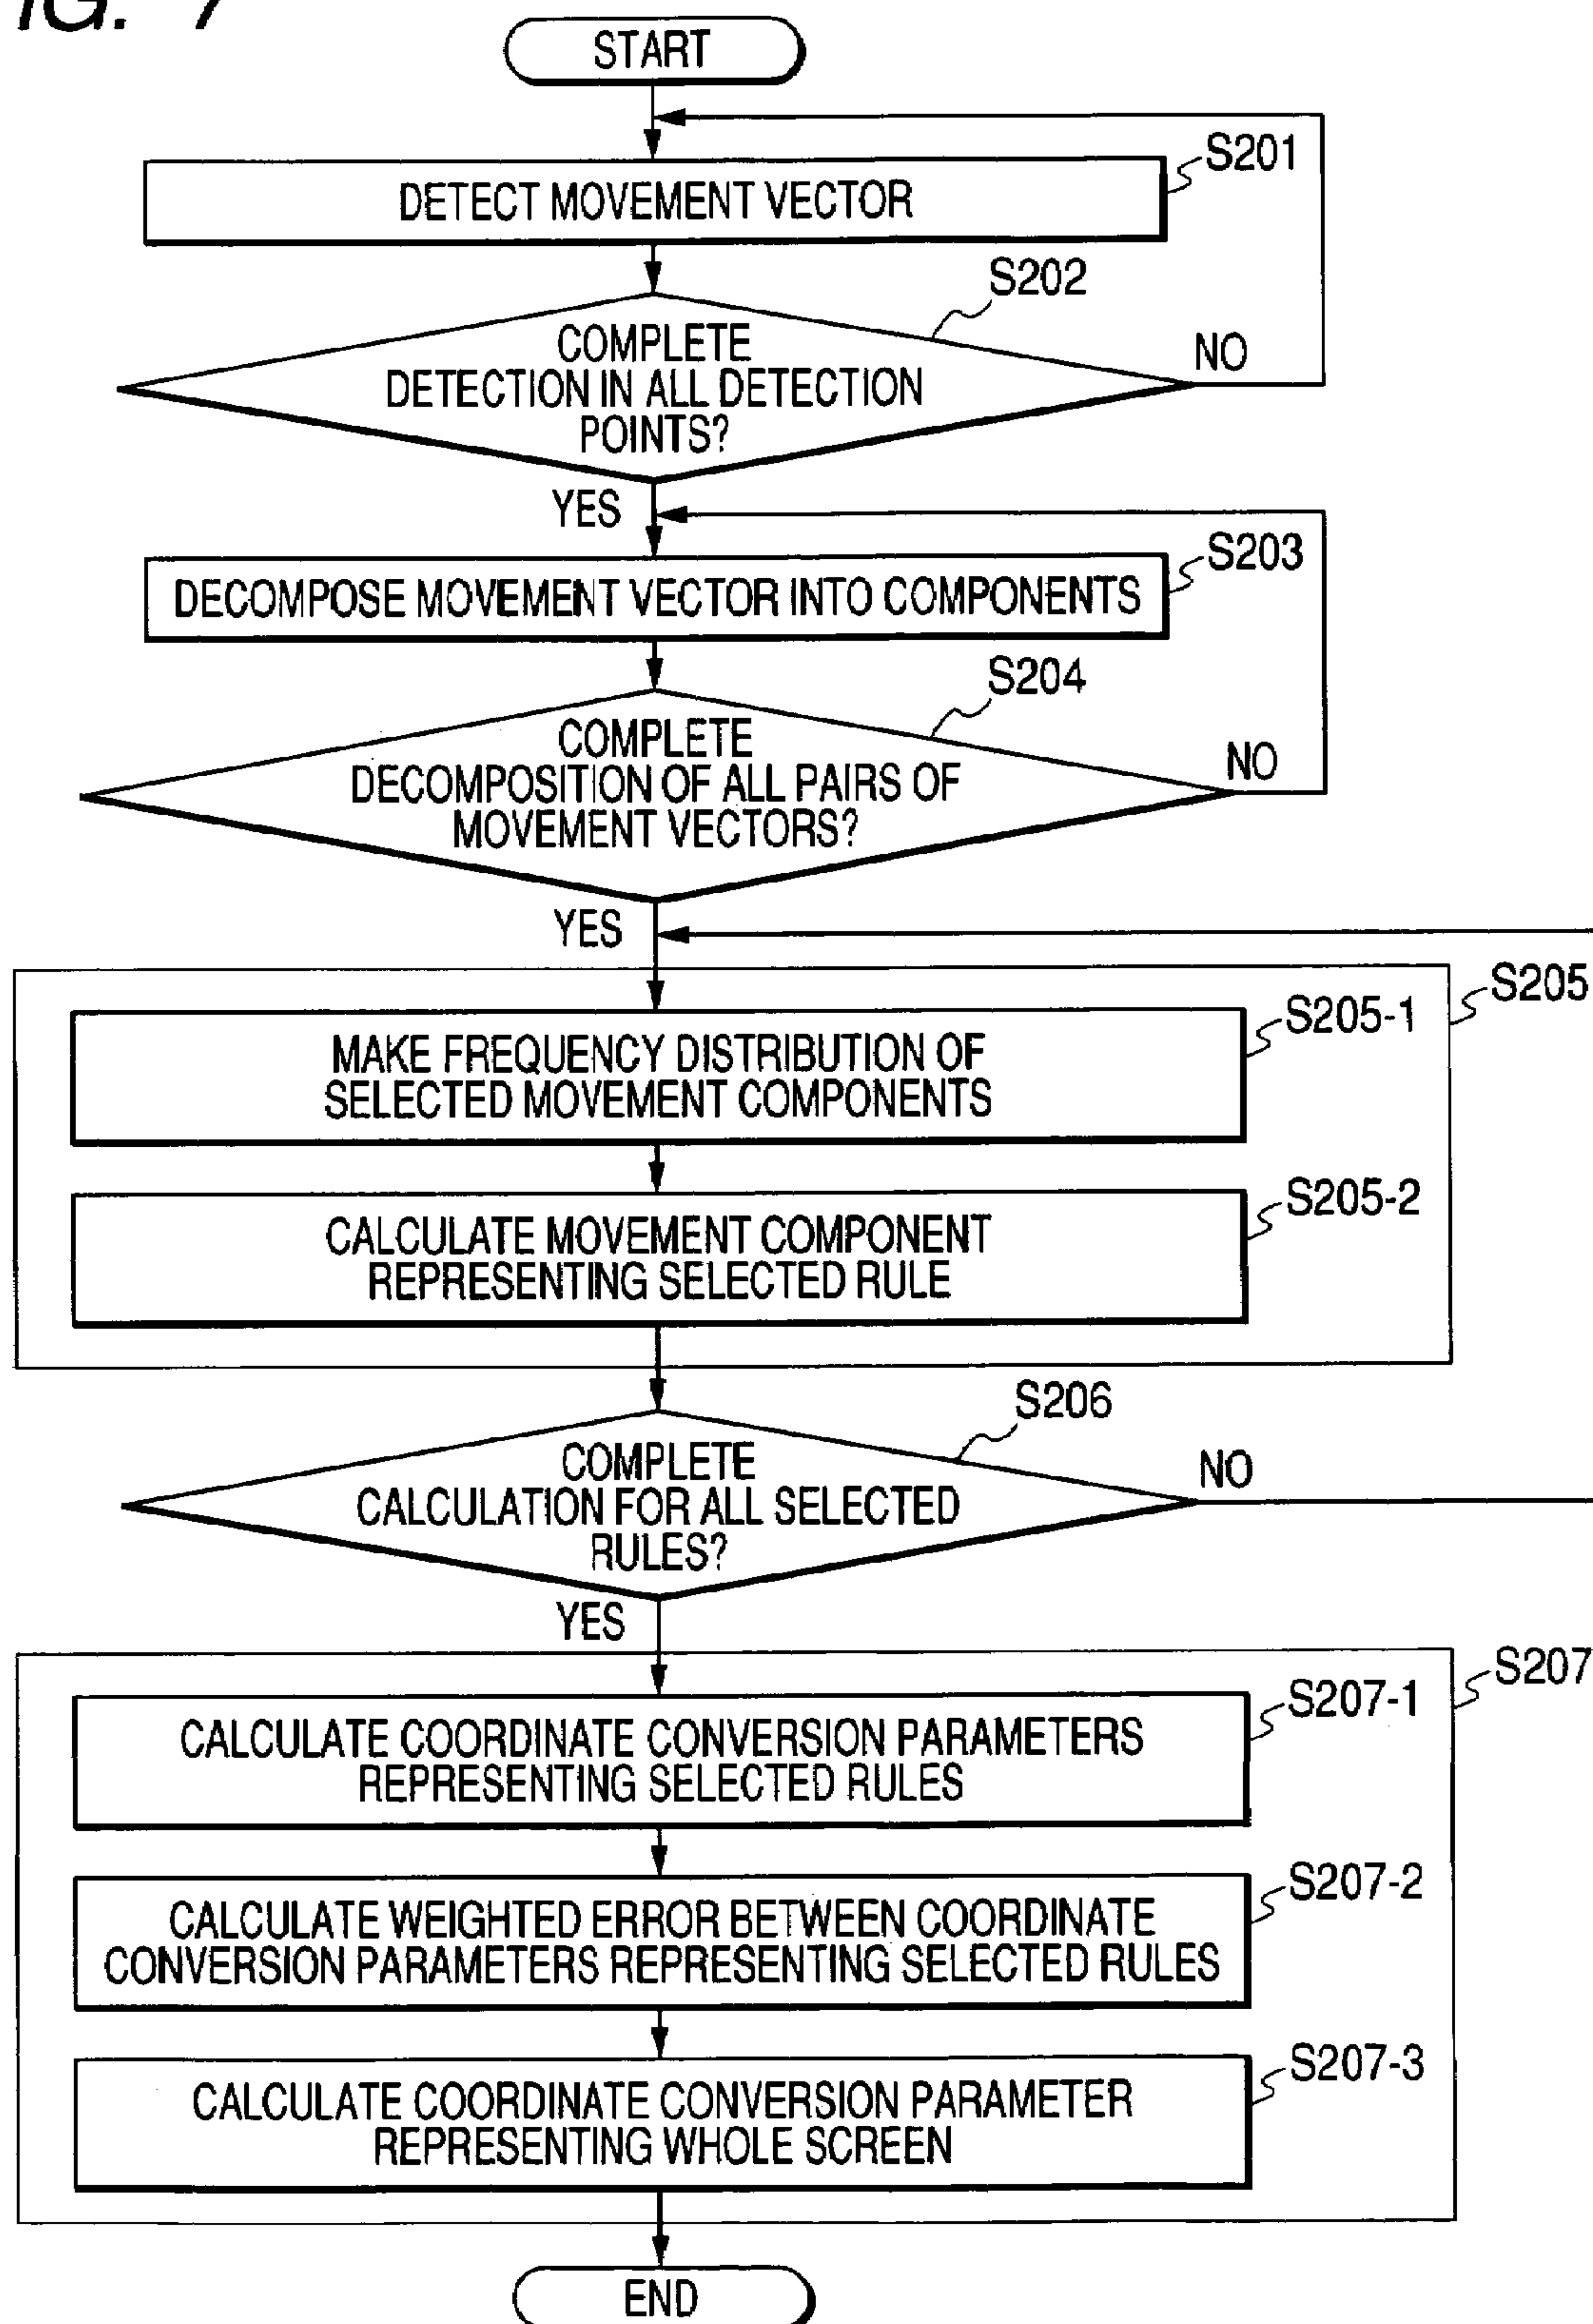 IG. 7
START
S201
DETECT MOVEMENT VECTOR
S202
COMPLETE
DETECTION IN ALL DETECTION
POINTS?
NO
YES
S203
DECOMPOSE MOVEMENT VECTOR INTO COMPONENTS
S204
COMPLETE
DECOMPOSITION OF ALL PAIRS OF
MOVEMENT VECTORS?
NO
YES
S205
S205-1
MAKE FREQUENCY DISTRIBUTION OF
SELECTED MOVEMENT COMPONENTS
S205-2
CALCULATE MOVEMENT COMPONENT
REPRESENTING SELECTED RULE
S206
COMPLETE
CALCULATION FOR ALL SELECTED
RULES?
NO
YES
S207
S207-1
CALCULATE COORDINATE CONVERSION PARAMETERS
REPRESENTING SELECTED RULES
S207-2
CALCULATE WEIGHTED ERROR BETWEEN COORDINATE
CONVERSION PARAMETERS REPRESENTING SELECTED RULES
S207-3
CALCULATE COORDINATE CONVERSION PARAMETER
REPRESENTING WHOLE SCREEN
END